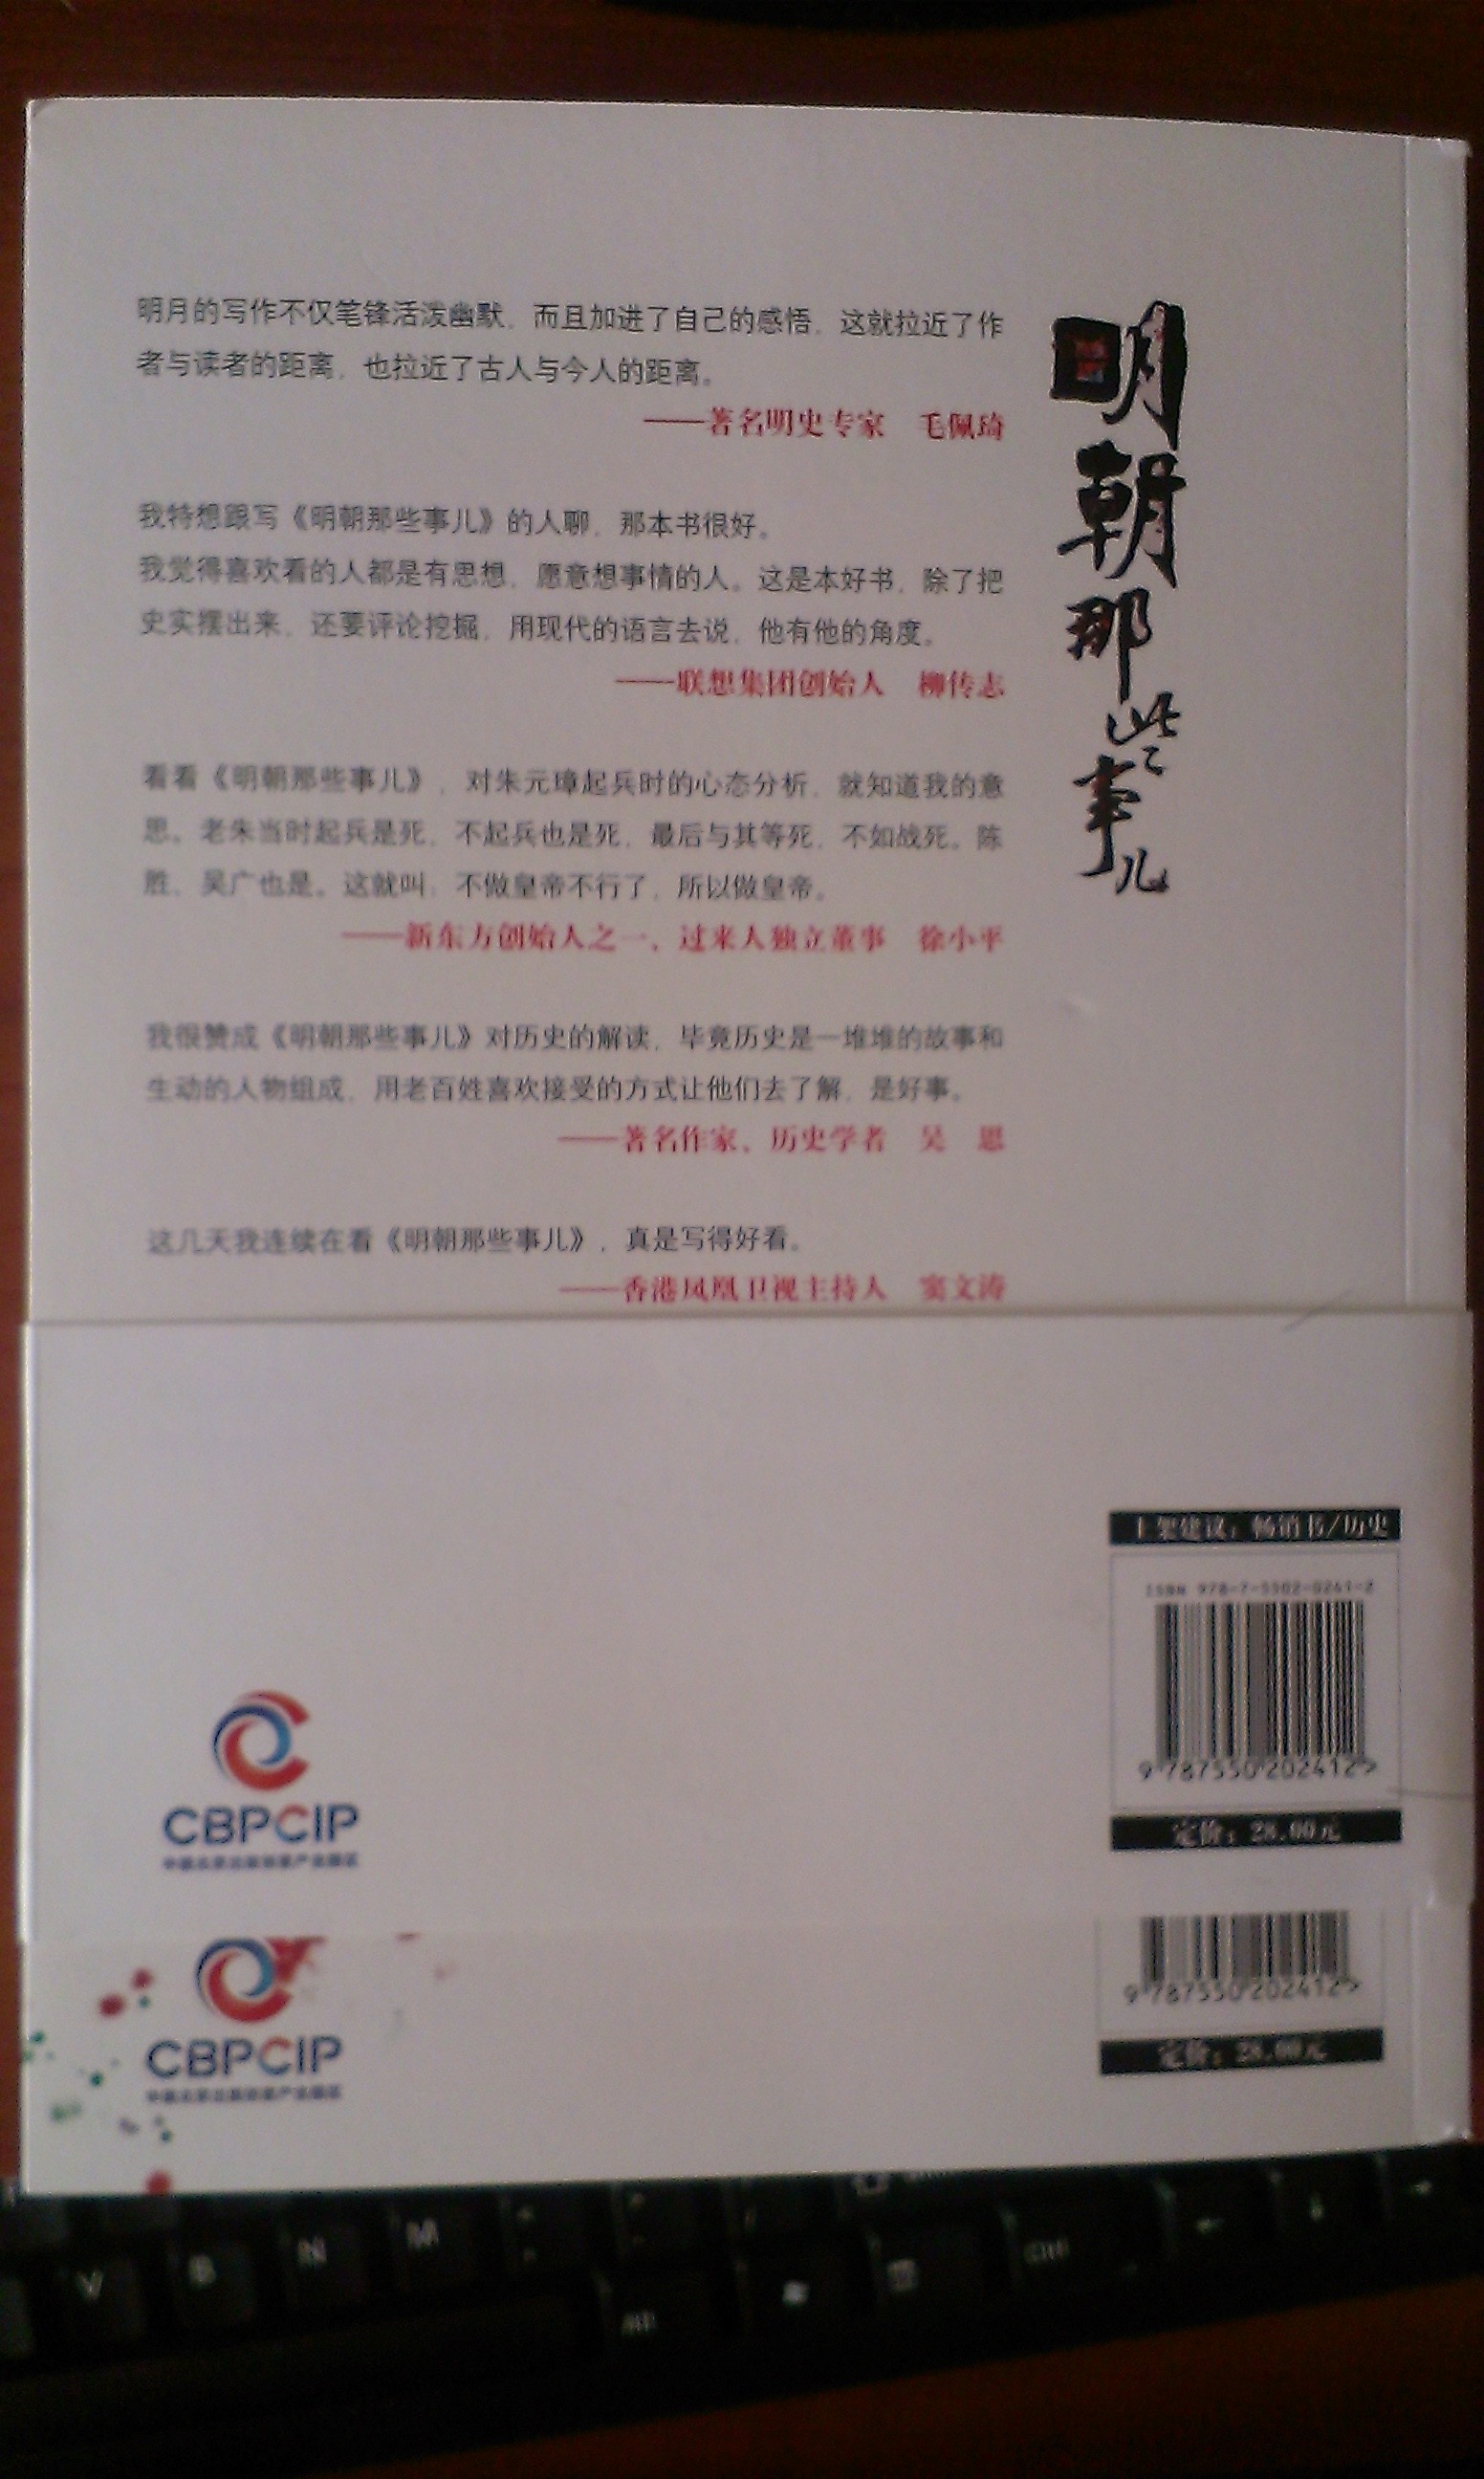 明月的写作不仅笔锋活泼幽默，而且加进了自己的感悟，这就拉近了作
者与读者的距离，也拉近了古人与今人的距离。
——著名明史专家 毛佩琦
我特想跟写《明朝那些事儿》的人聊，那本书很好。
我觉得喜欢看的人都是有思想，愿意想事情的人。这是本好书，除了把
史实摆出来，还要评论挖掘，用现代的语言去说，他有他的角度。
——联想集团创始人 柳传志
看看《明朝那些事儿》，对朱元璋起兵时的心态分析，就知道我的意
思。老朱当时起兵是死，不起兵也是死，最后与其等死，不如战死。陈
胜，吴广也是。这就叫，不做皇帝不行了，所以做皇帝。
——新东方创始人之一、过来人独立董事 徐小平
我很赞成《明朝那些事儿》对历史的解读，毕竟历史是一堆堆的故事和
生动的人物组成，用老百姓喜欢接受的方式让他们去了解，是好事。
——著名作家、历史学者 吴 思
这几天我连续在看《明朝那些事儿》，真是写得好看。
——香港凤凰卫视主持人 窦文涛
明朝那些事儿
上架建议：畅销书/历史
ISBN 978-7-5502-0241-2
9 787550 202412>
定价：28.00元
CBPCIP
9 787550 202412>
定价：28.00元
CBPCIP
V
B
N
M
Ctrl
Alt